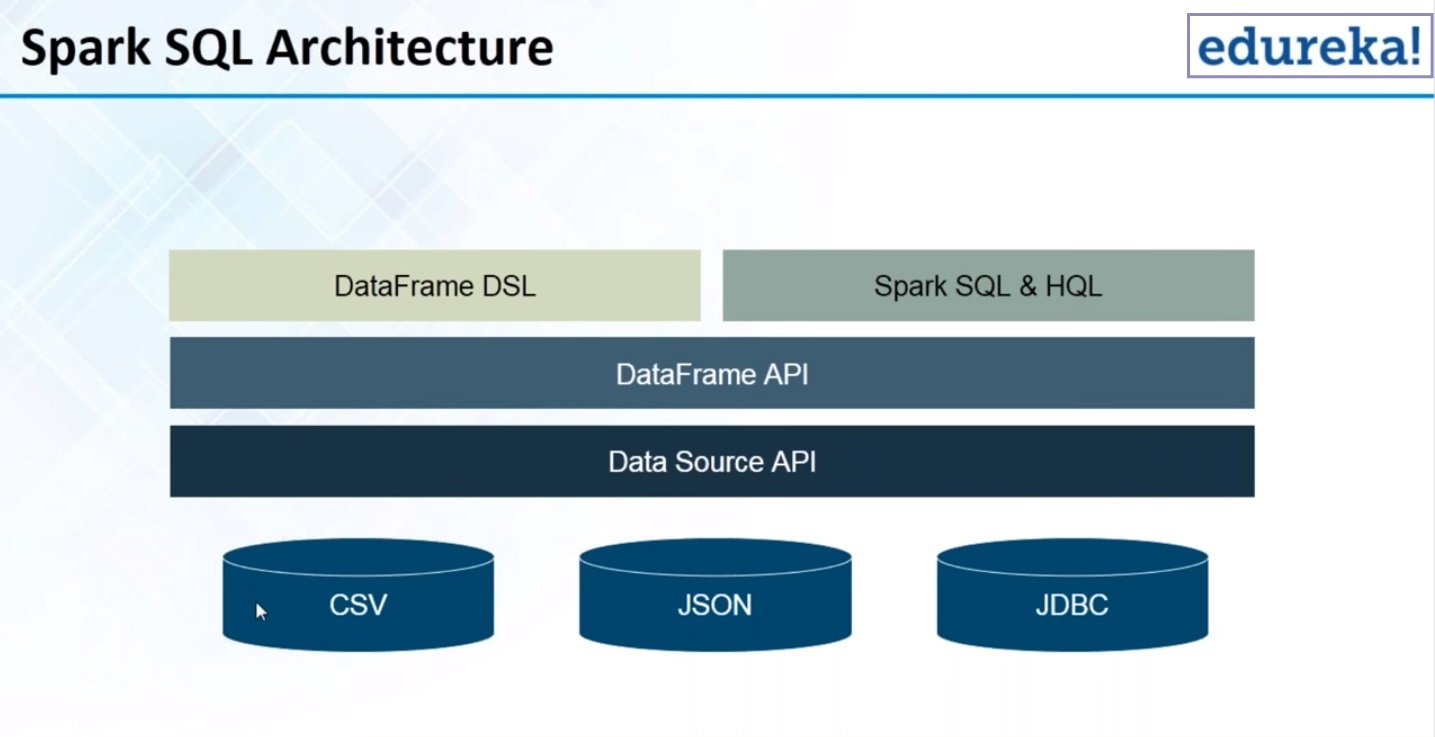 Spark SQL Architecture
edureka!
DataFrame DSL
Spark SQL & HQL
DataFrame API
Data Source API
CSV
JSON
JDBC